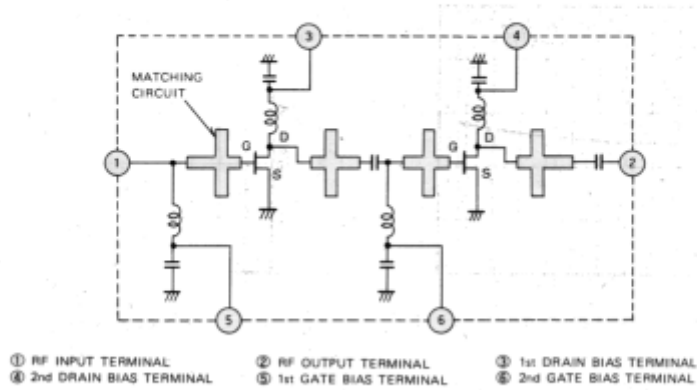 3
4
MATCHING
CIRCUIT
G D
G D
1
S
S
2
5
6
① RF INPUT TERMINAL ② RF OUTPUT TERMINAL ③ 1st DRAIN BIAS TERMINAL
④ 2nd DRAIN BIAS TERMINAL ⑤ 1st GATE BIAS TERMINAL ⑥ 2nd GATE BIAS TERMINAL